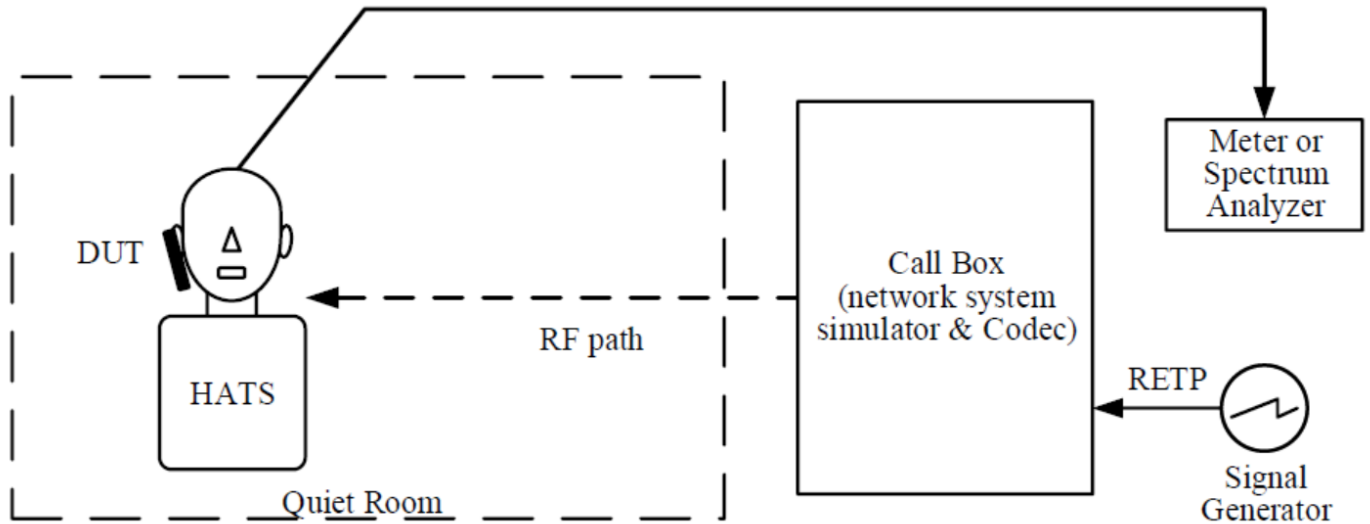 DUT
HATS
Quiet Room
RF path
Call Box
(network system
simulator & Codec)
Meter or
Spectrum
Analyzer
RETP
Signal
Generator